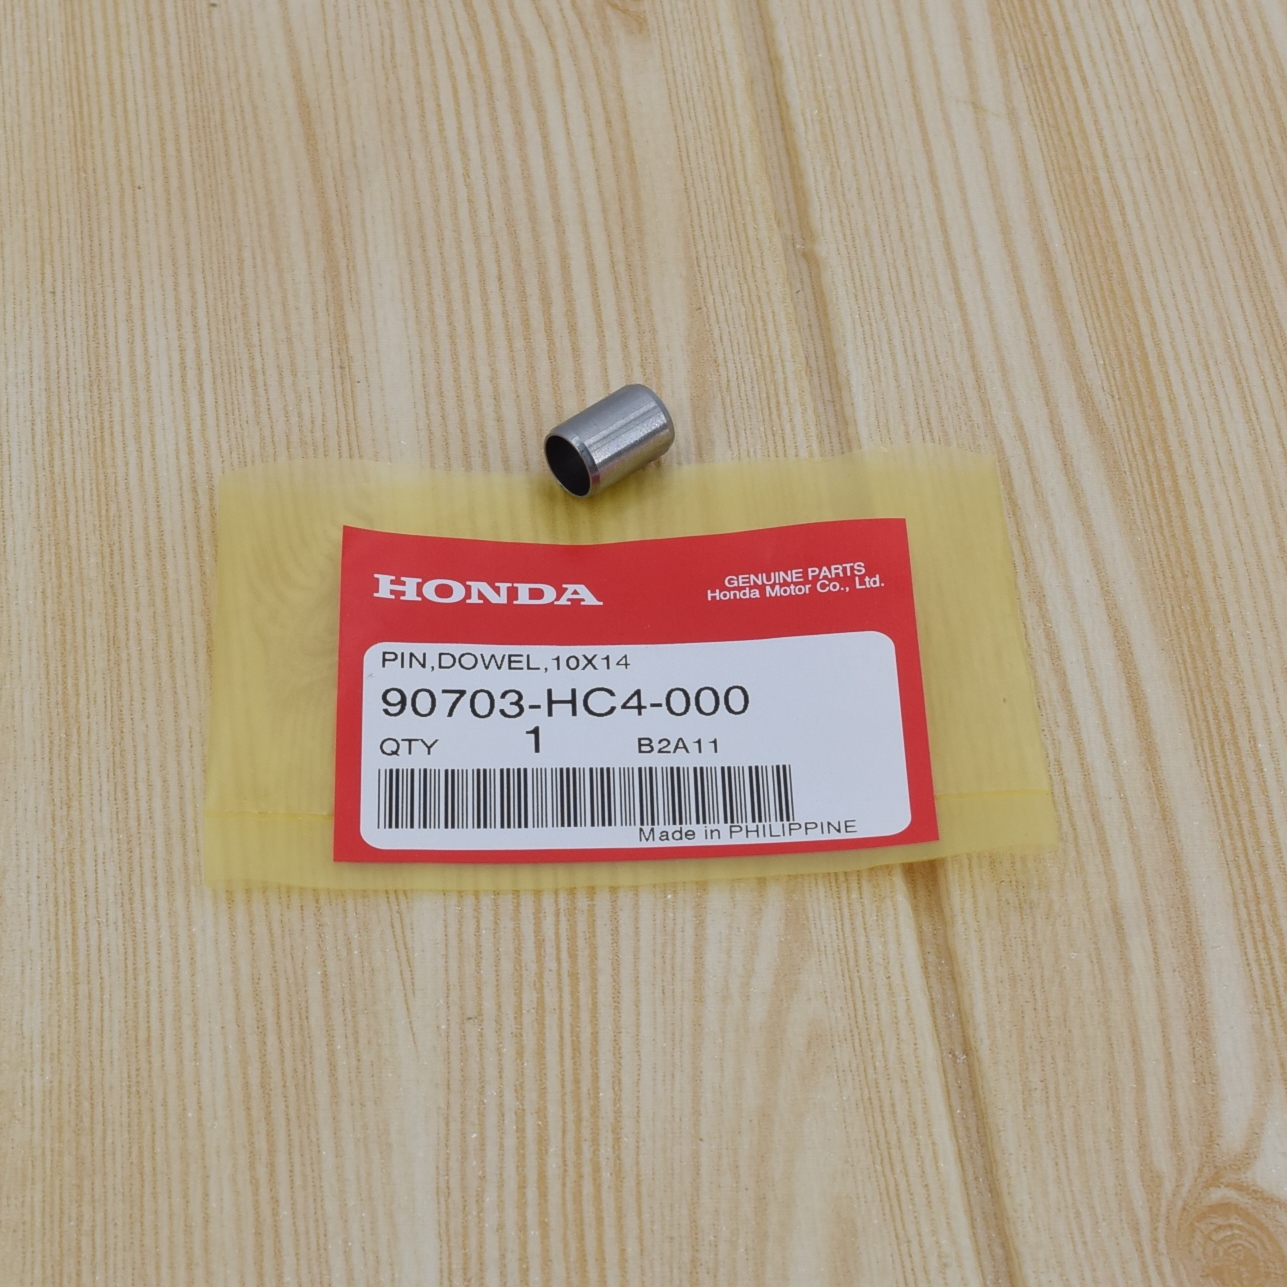 HONDA
GENUINE PARTS
Honda Motor Co., Ltd.
PIN,DOWEL,10X14
90703-HC4-000
QTY 1 B2A11
Made in PHILIPPINE